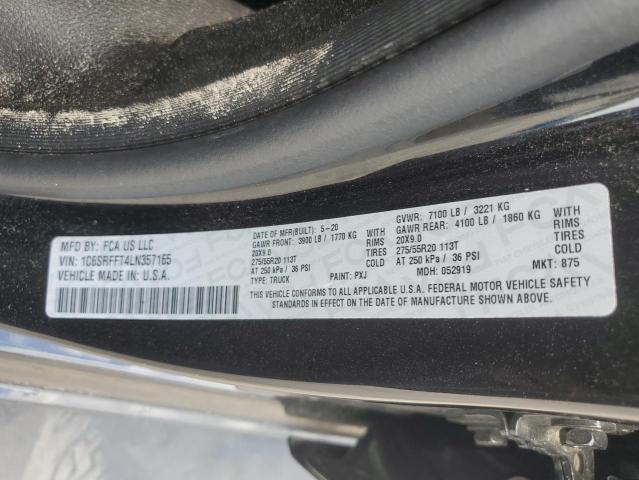 MFD BY: FCA US LLC
VIN: 1C6SRFFT4LN357165
VEHICLE MADE IN: U.S.A.
DATE OF MFR(BUILT): 5-20
GAWR FRONT: 3900 LB / 1770 KG WITH
20X9.0 TIRES
275/55R20 113T COLD
AT 250 kPa / 36 PSI
TYPE: TRUCK PAINT: PXJ
GVWR: 7100 LB / 3221 KG
GAWR REAR: 4100 LB / 1860 KG WITH
20X9.0 TIRES
275/55R20 113T COLD
AT 250 kPa / 36 PSI
MDH: 052919 MKT: 875
THIS VEHICLE CONFORMS TO ALL APPLICABLE U.S.A. FEDERAL MOTOR VEHICLE SAFETY
STANDARDS IN EFFECT ON THE DATE OF MANUFACTURE SHOWN ABOVE.